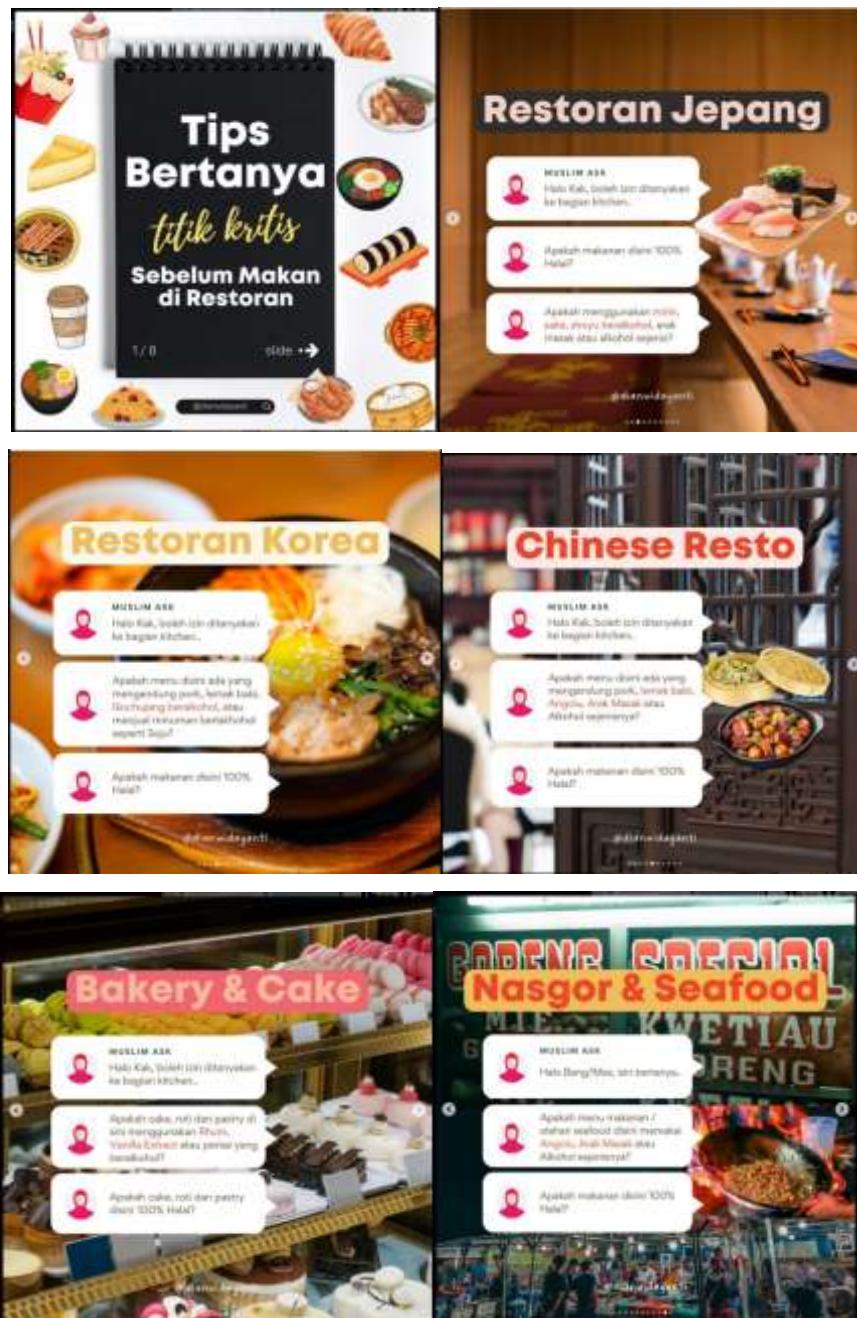 Tips
Bertanya
titik kritis
Sebelum Makan
di Restoran
1/8
slide
Restoran Jepang
MUSLIM ASK
Halo Kak, boleh izin ditanyakan
ke bagian kitchen..
Apakah makanan disini 100%
Halal?
Apakah menggunakan mirin,
sake, shoyu beralkohol, arak
masak atau alkohol sejenis?
@dianwidayanti
Restoran Korea
MUSLIM ASK
Halo Kak, boleh izin ditanyakan
ke bagian kitchen..
Apakah menu disini ada yang
mengandung pork, lemak babi,
Gochujang beralkohol, atau
menjual minuman beralkohol
seperti Soju?
Apakah makanan disini 100%
Halal?
@dianwidayanti
Chinese Resto
MUSLIM ASK
Halo Kak, boleh izin ditanyakan
ke bagian kitchen..
Apakah menu disini ada yang
mengandung pork, lemak babi,
Angciu, Arak Masak atau
Alkohol sejenisnya?
Apakah makanan disini 100%
Halal?
@dianwidayanti
Bakery & Cake
MUSLIM ASK
Halo Kak, boleh izin ditanyakan
ke bagian kitchen..
Apakah cake, roti dan pastry di
sini menggunakan Rhum,
Vanilla Extract atau perisa yang
beralkohol?
Apakah cake, roti dan pastry
disini 100% Halal?
GORENG SPECIAL
Nasgor & Seafood
MIE KWETIAU
GORENG
MUSLIM ASK
Halo Bang/Mas, izin bertanya..
Apakah menu makanan /
olahan seafood disini memakai
Angciu, Arak Masak atau
Alkohol sejenisnya?
Apakah makanan disini 100%
Halal?